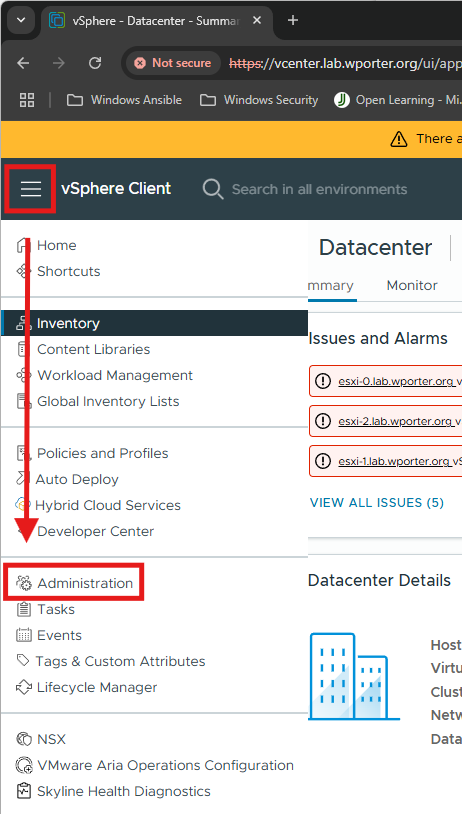 vSphere - Datacenter - Summar
Not secure https://vcenter.lab.wporter.org/ui/app
Windows Ansible Windows Security Open Learning - Mi...
There a
vSphere Client Search in all environments
Home
Shortcuts
Inventory
Content Libraries
Workload Management
Global Inventory Lists
Policies and Profiles
Auto Deploy
Hybrid Cloud Services
Developer Center
Administration
Tasks
Events
Tags & Custom Attributes
Lifecycle Manager
NSX
VMware Aria Operations Configuration
Skyline Health Diagnostics
Datacenter
mmary Monitor
Issues and Alarms
esxi-0.lab.wporter.org v
esxi-2.lab.wporter.org v
esxi-1.lab.wporter.org vS
VIEW ALL ISSUES (5)
Datacenter Details
Host
Virtu
Clust
Netw
Data